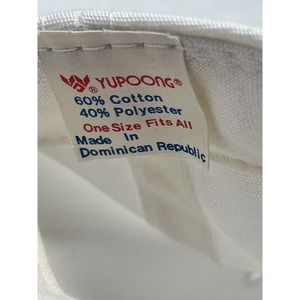 ® YUPOONG®
60% Cotton
40% Polyester
One Size Fits All
Made In
Dominican Republic